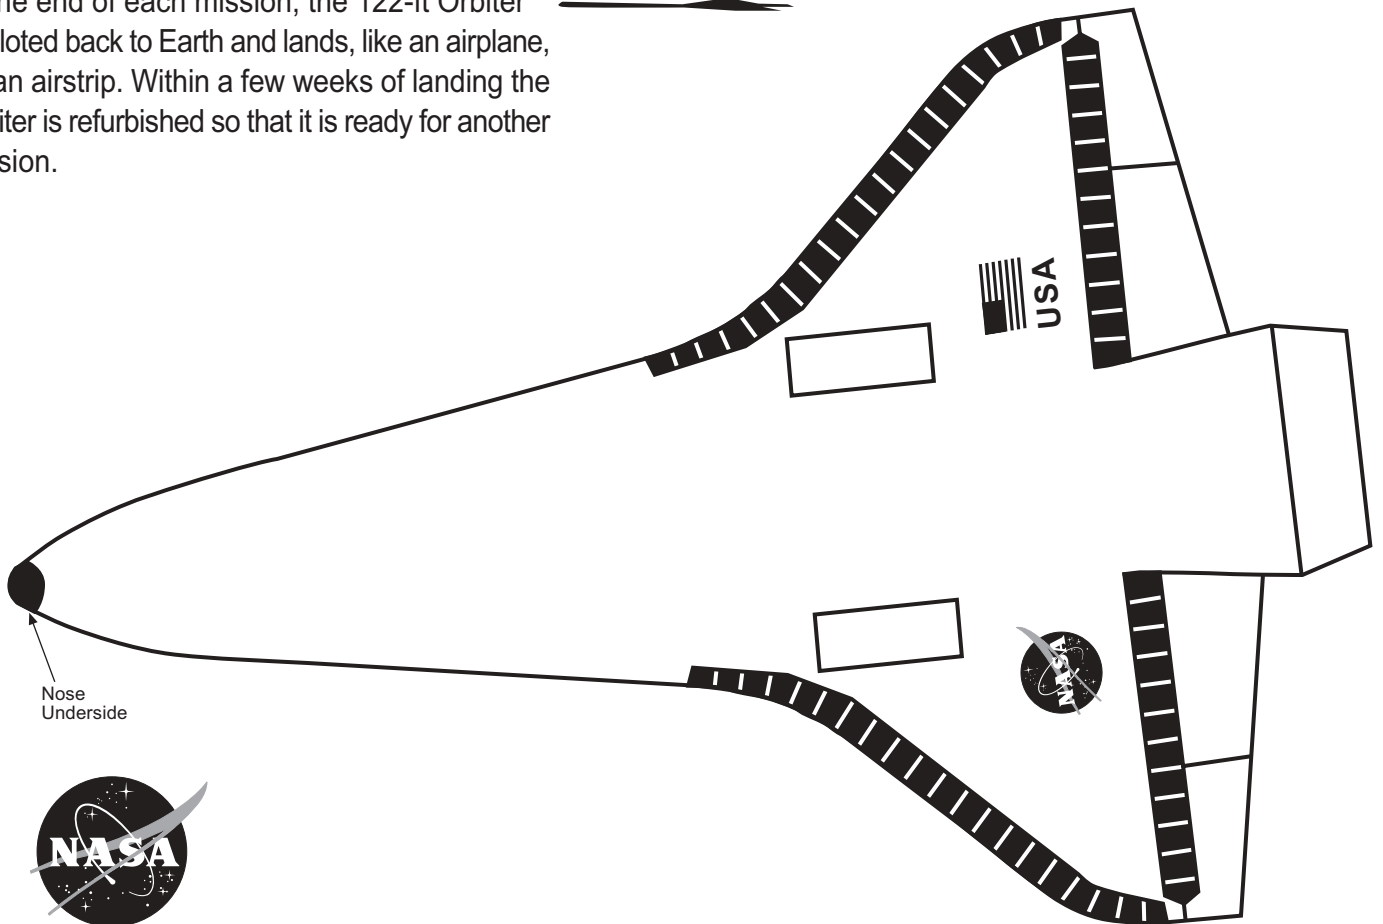 he end of each mission, the 122-ft Orbiter
loted back to Earth and lands, like an airplane,
an airstrip. Within a few weeks of landing the
iter is refurbished so that it is ready for another
sion.
USA
Nose
Underside
NASA
NASA